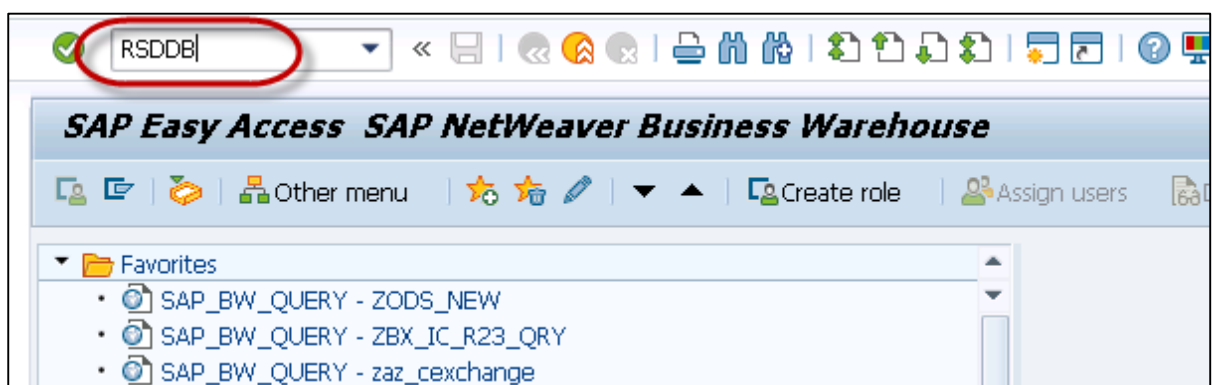 RSDDB
SAP Easy Access SAP NetWeaver Business Warehouse
Other menu Create role Assign users
Favorites
SAP_BW_QUERY - ZODS_NEW
SAP_BW_QUERY - ZBX_IC_R23_QRY
SAP_BW_QUERY - zaz_cexchange